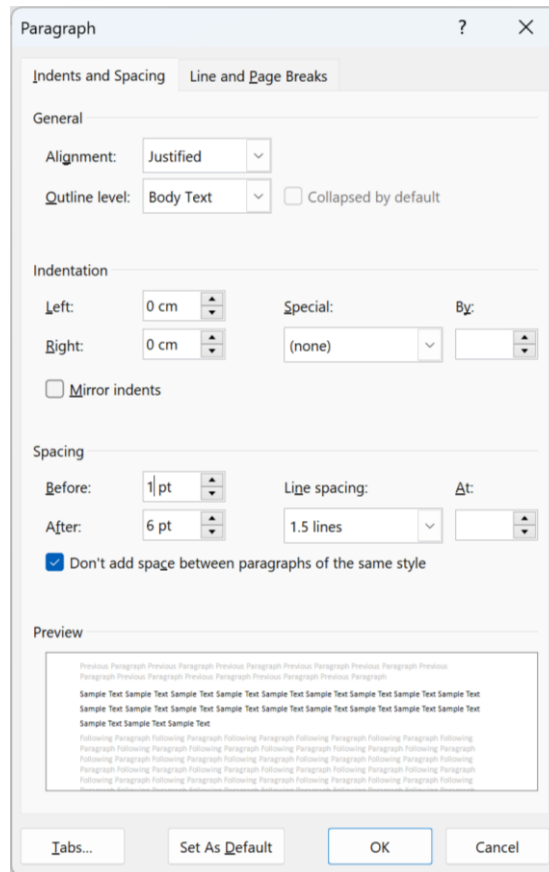 Paragraph
?
Indents and Spacing
Line and Page Breaks
General
Alignment:
Justified
Outline level:
Body Text
Collapsed by default
Indentation
Left:
0 cm
Special:
By:
Right:
0 cm
(none)
Mirror indents
Spacing
Before:
1 pt
Line spacing:
At:
After:
6 pt
1.5 lines
Don't add space between paragraphs of the same style
Preview
Previous Paragraph Previous Paragraph Previous Paragraph Previous Paragraph Previous Paragraph Previous
Paragraph Previous Paragraph Previous Paragraph Previous Paragraph
Sample Text Sample Text Sample Text Sample Text Sample Text Sample Text Sample Text Sample Text Sample Text
Sample Text Sample Text Sample Text Sample Text Sample Text Sample Text Sample Text Sample Text Sample Text
Sample Text Sample Text Sample Text
Following Paragraph Following Paragraph Following Paragraph Following Paragraph Following Paragraph Following
Paragraph Following Paragraph Following Paragraph Following Paragraph Following Paragraph Following Paragraph
Following Paragraph Following Paragraph Following Paragraph Following Paragraph Following Paragraph Following
Paragraph Following Paragraph Following Paragraph Following Paragraph Following Paragraph Following Paragraph
Following Paragraph Following Paragraph Following Paragraph Following Paragraph Following Paragraph Following
Tabs...
Set As Default
OK
Cancel